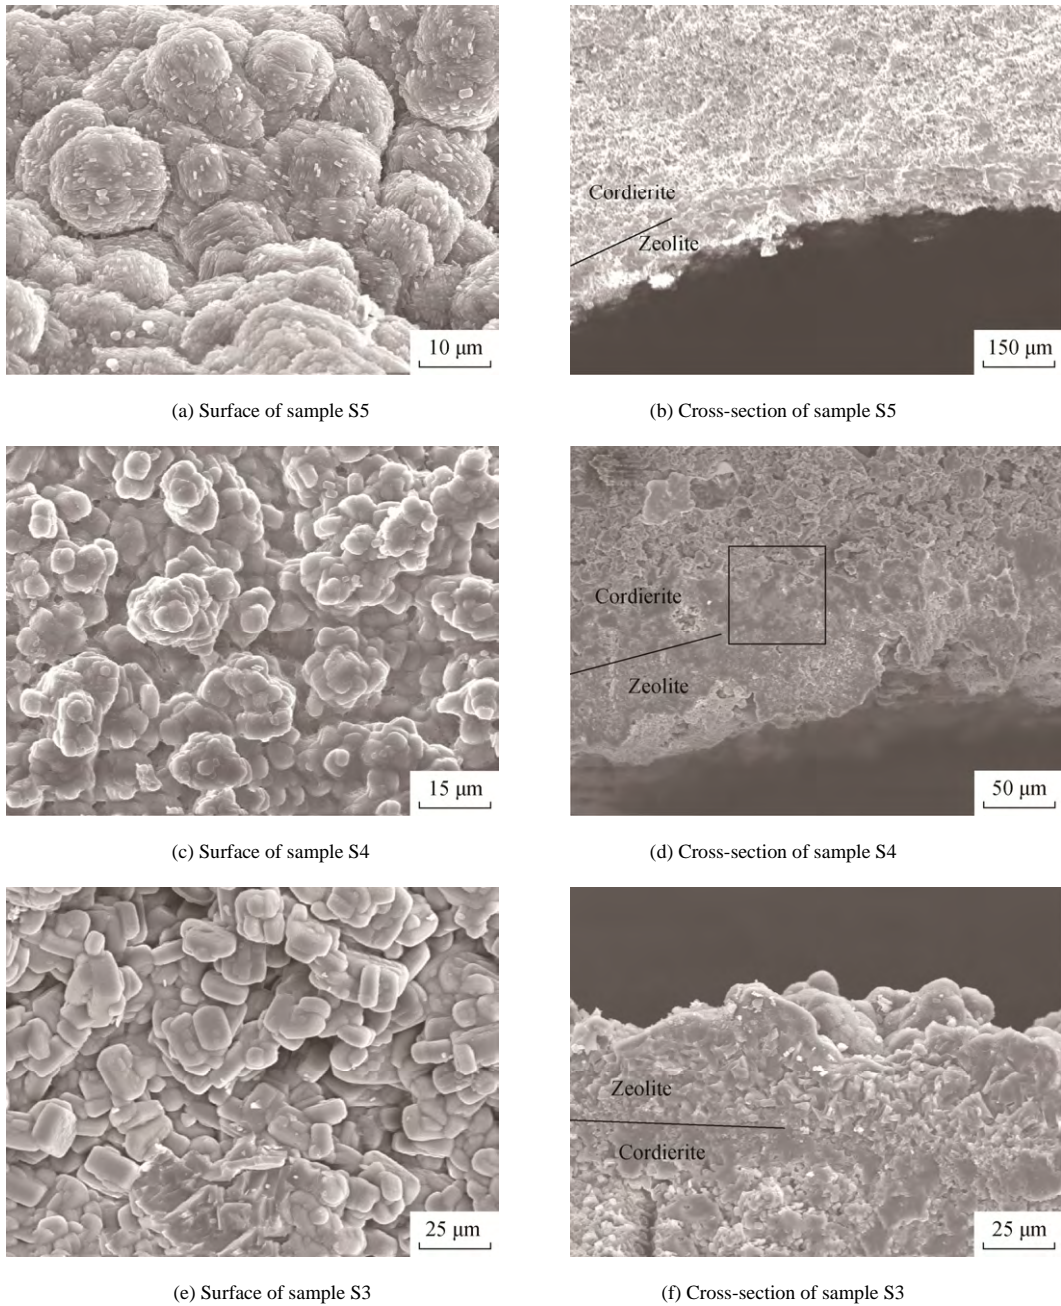 Cordierite
Zeolite
10 μm
150 μm
(a) Surface of sample S5
(b) Cross-section of sample S5
Cordierite
Zeolite
15 μm
50 μm
(c) Surface of sample S4
(d) Cross-section of sample S4
Zeolite
Cordierite
25 μm
25 μm
(e) Surface of sample S3
(f) Cross-section of sample S3